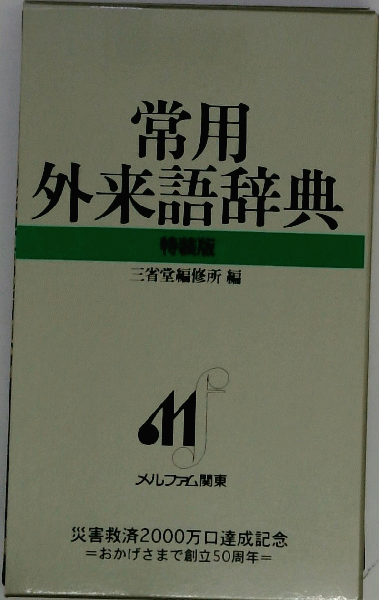 常用
外来語辞典
特装版
三省堂編修所 編
メルファム関東
災害救済2000万口達成記念
＝おかげさまで創立50周年＝